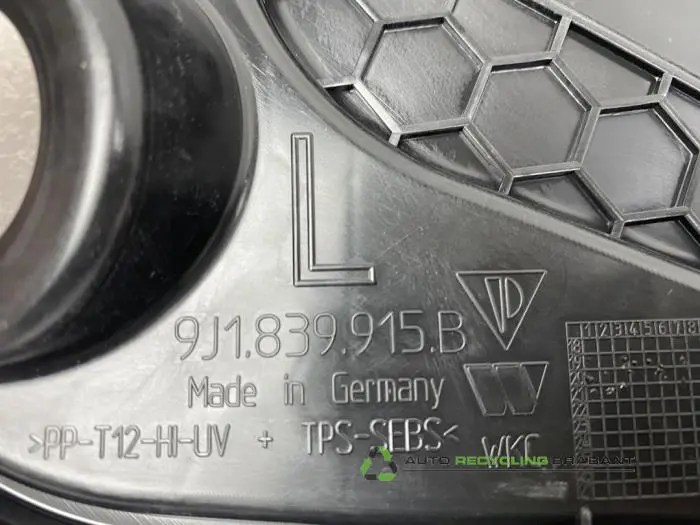 L
9J1.839.915.B
Made in Germany
>PP-T12-HI-UV + TPS-SEBS<
WKC
AUTO RECYCLING BRABANT